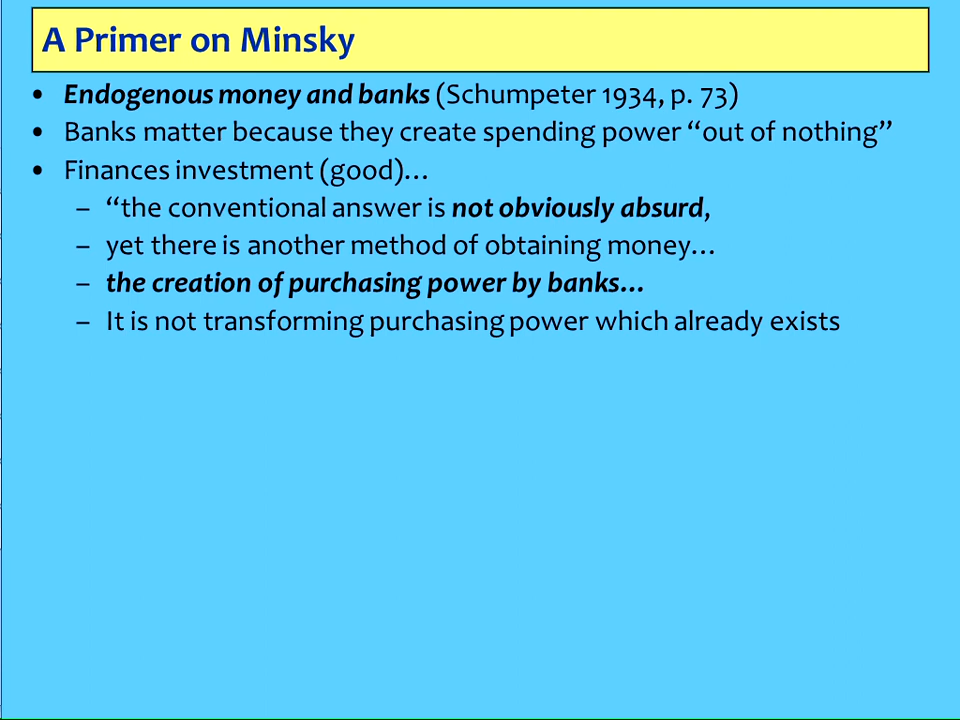 A Primer on Minsky
• Endogenous money and banks (Schumpeter 1934, p. 73)
• Banks matter because they create spending power “out of nothing”
• Finances investment (good)…
– “the conventional answer is not obviously absurd,
– yet there is another method of obtaining money…
– the creation of purchasing power by banks…
– It is not transforming purchasing power which already exists